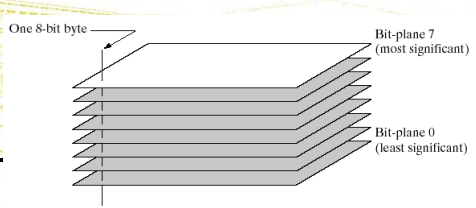 One 8-bit byte
Bit-plane 7
(most significant)
Bit-plane 0
(least significant)